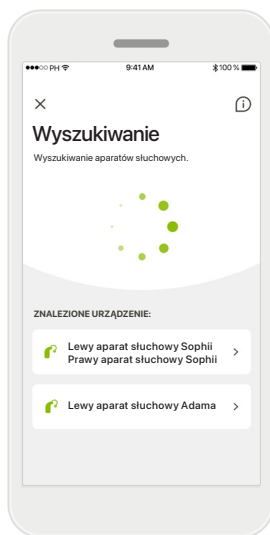 PH 9:41 AM 100 %
Wyszukiwanie
Wyszukiwanie aparatów słuchowych.
ZNALEZIONE URZĄDZENIE:
Lewy aparat słuchowy Sophii
Prawy aparat słuchowy Sophii
Lewy aparat słuchowy Adama